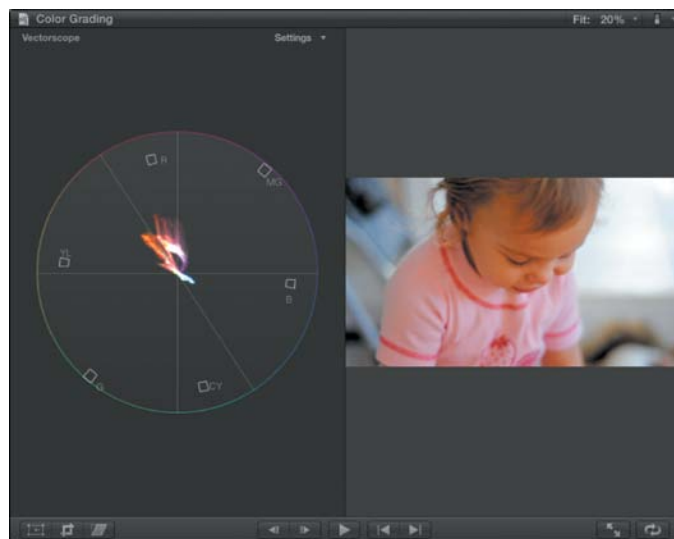 Color Grading
Fit: 20%
Vectorscope
Settings
R
MG
YL
B
G
CY